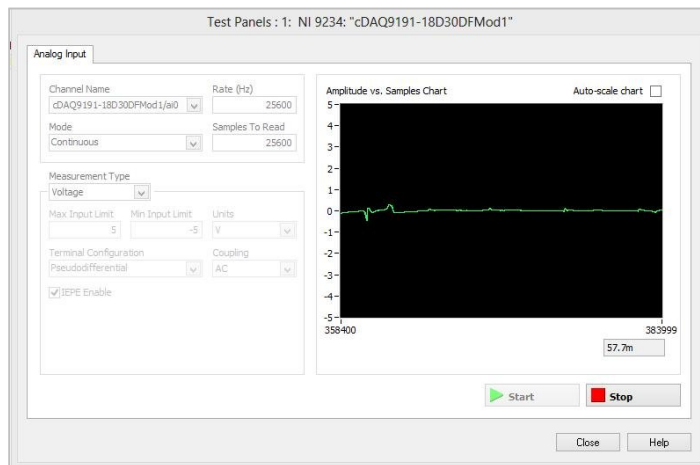 Test Panels : 1: NI 9234: "cDAQ9191-18D30DFMod1"
Analog Input
Channel Name
Rate (Hz)
cDAQ9191-18D30DFMod1/ai0
25600
Mode
Samples To Read
Continuous
25600
Measurement Type
Voltage
Max Input Limit
Min Input Limit
Units
5
-5
V
Terminal Configuration
Coupling
Pseudodifferential
AC
IEPE Enable
Amplitude vs. Samples Chart
Auto-scale chart
5
4
3
2
1
0
-1
-2
-3
-4
-5
358400
383999
57.7m
Start
Stop
Close
Help